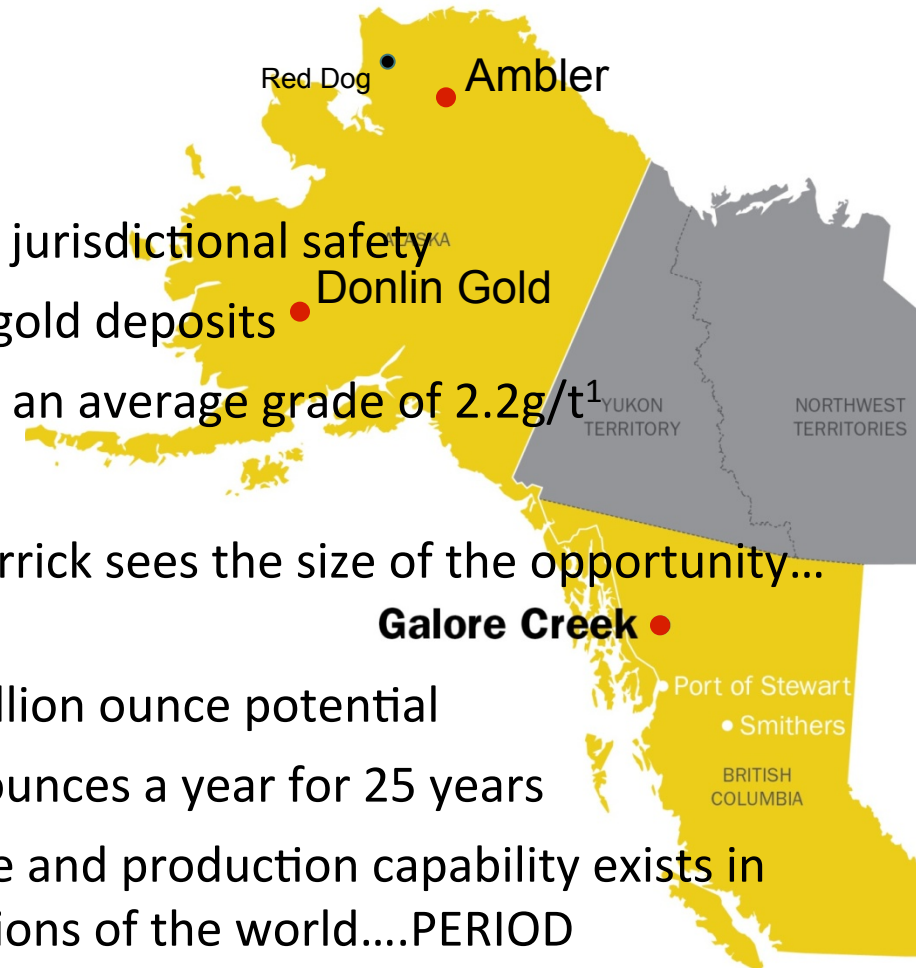 Red Dog
Ambler
jurisdictional safety
ALASKA
Donlin Gold
gold deposits
an average grade of 2.2g/t¹
YUKON
TERRITORY
NORTHWEST
TERRITORIES
rrick sees the size of the opportunity...
Galore Creek
Port of Stewart
llion ounce potential
Smithers
ounces a year for 25 years
BRITISH
COLUMBIA
e and production capability exists in
ions of the world....PERIOD